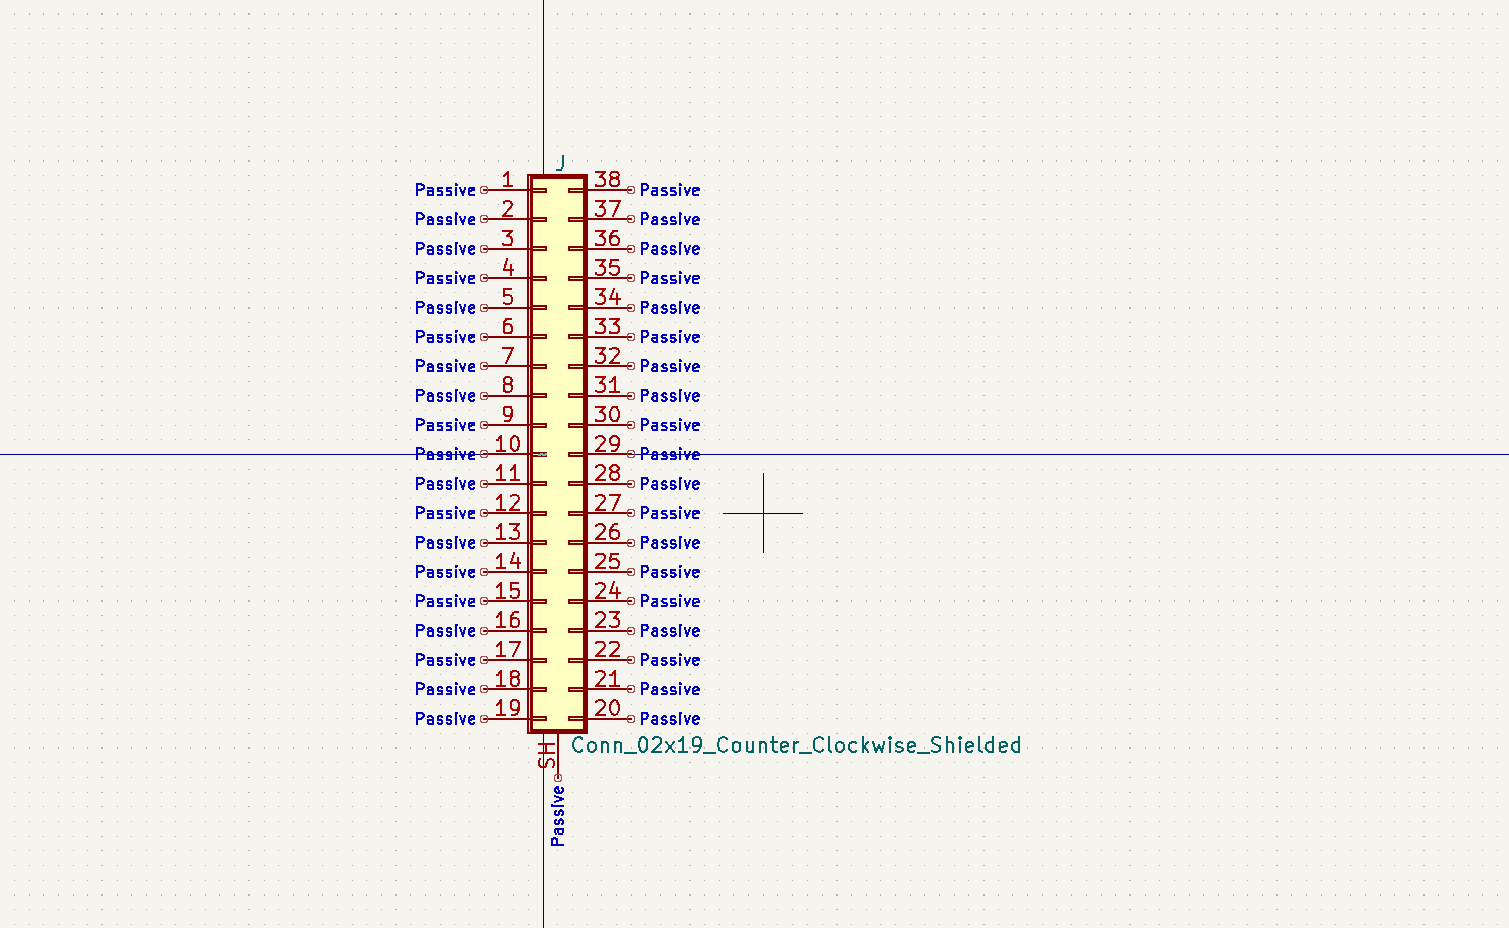 J
Passive 1 38 Passive
Passive 2 37 Passive
Passive 3 36 Passive
Passive 4 35 Passive
Passive 5 34 Passive
Passive 6 33 Passive
Passive 7 32 Passive
Passive 8 31 Passive
Passive 9 30 Passive
Passive 10 29 Passive
Passive 11 28 Passive
Passive 12 27 Passive
Passive 13 26 Passive
Passive 14 25 Passive
Passive 15 24 Passive
Passive 16 23 Passive
Passive 17 22 Passive
Passive 18 21 Passive
Passive 19 20 Passive
SH
Conn_02x19_Counter_Clockwise_Shielded
Passive